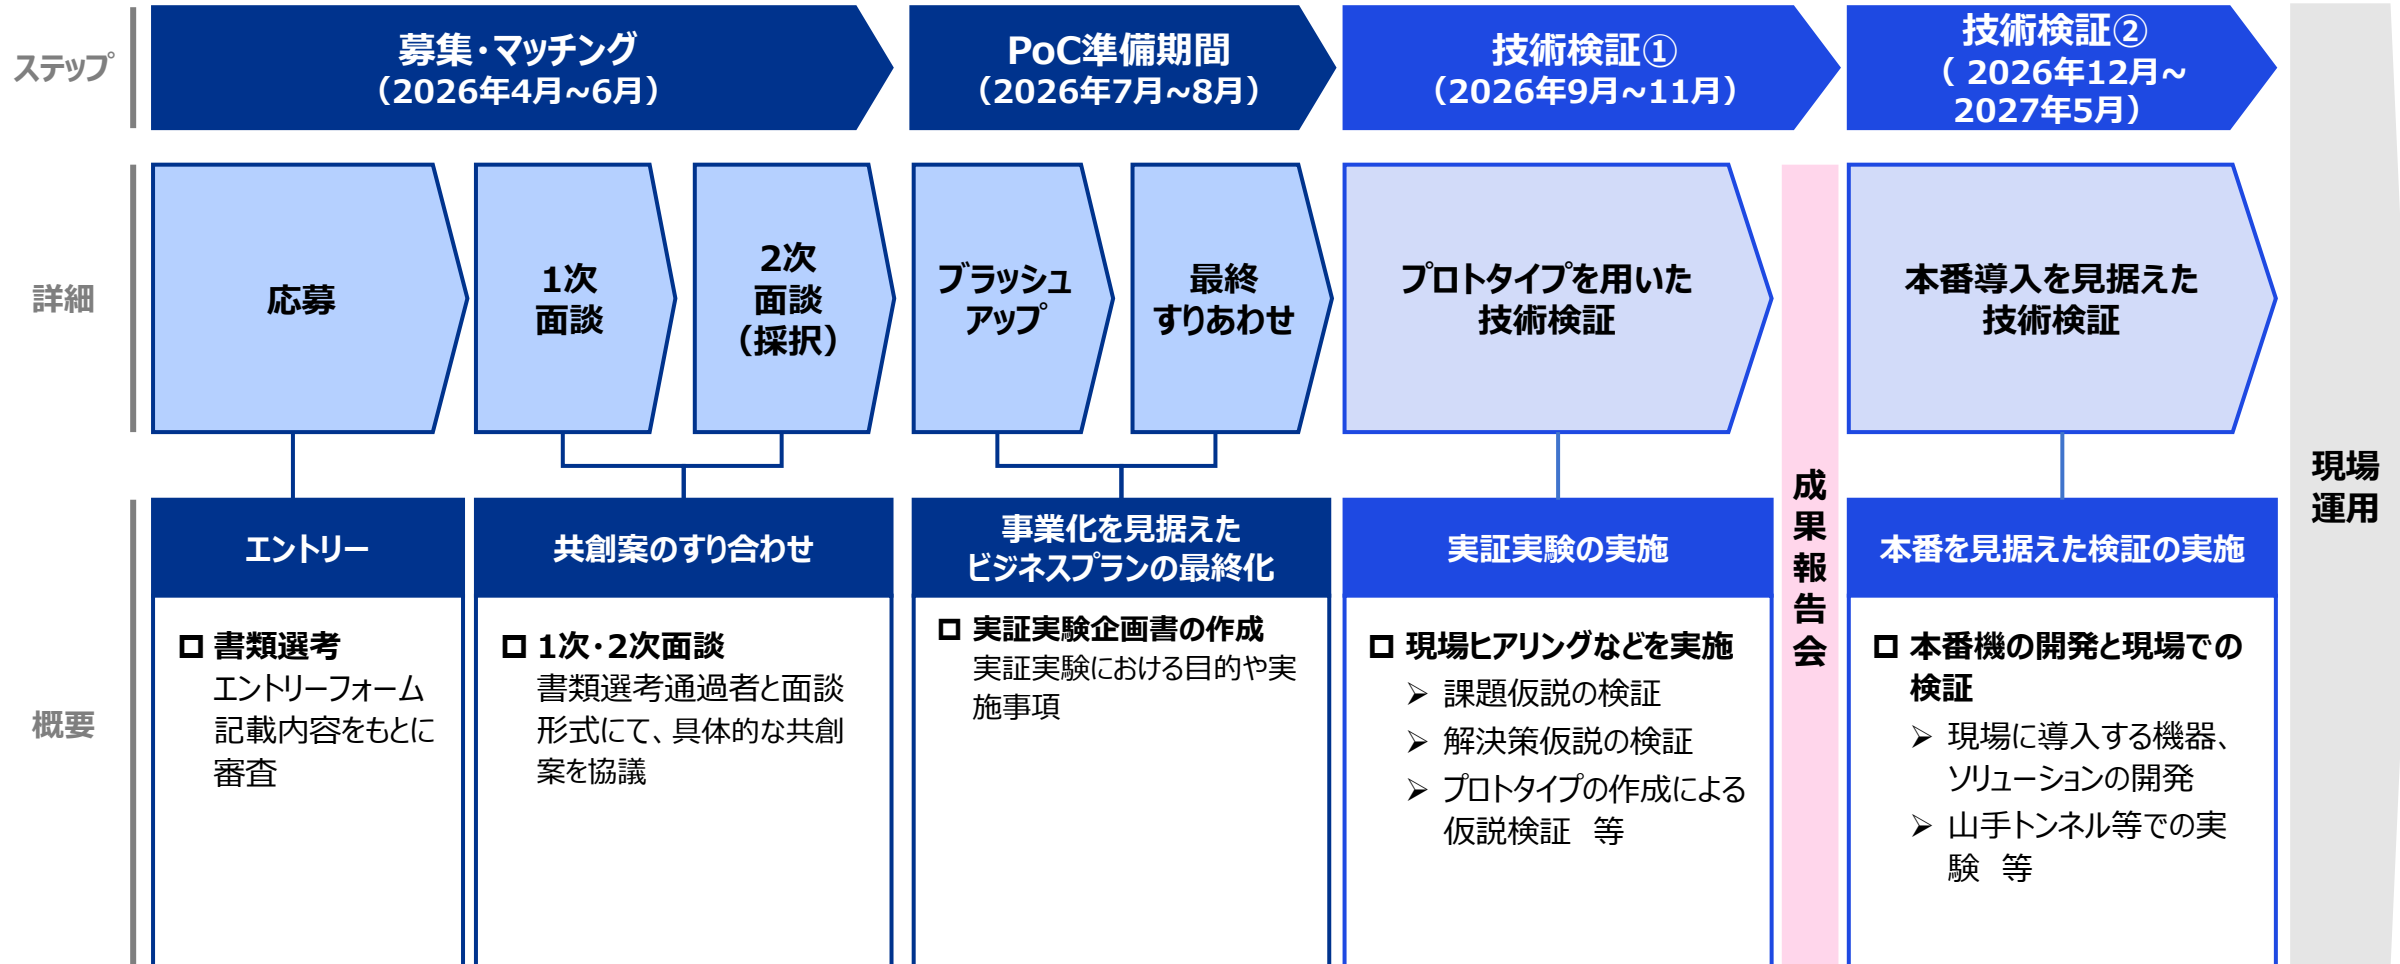 ステップ
募集・マッチング
（2026年4月~6月）
PoC準備期間
（2026年7月~8月）
技術検証①
（2026年9月~11月）
技術検証②
（ 2026年12月~
2027年5月）
詳細
応募
1次
面談
2次
面談
（採択）
ブラッシュ
アップ
最終
すりあわせ
プロトタイプを用いた
技術検証
本番導入を見据えた
技術検証
成
果
報
告
会
現場
運用
概要
エントリー
書類選考
エントリーフォーム
記載内容をもとに
審査
共創案のすり合わせ
1次・2次面談
書類選考通過者と面談
形式にて、具体的な共創
案を協議
事業化を見据えた
ビジネスプランの最終化
実証実験企画書の作成
実証実験における目的や実
施事項
実証実験の実施
現場ヒアリングなどを実施
課題仮説の検証
解決策仮説の検証
プロトタイプの作成による
仮説検証　等
本番を見据えた検証の実施
本番機の開発と現場での
検証
現場に導入する機器、
ソリューションの開発
山手トンネル等での実
験　等